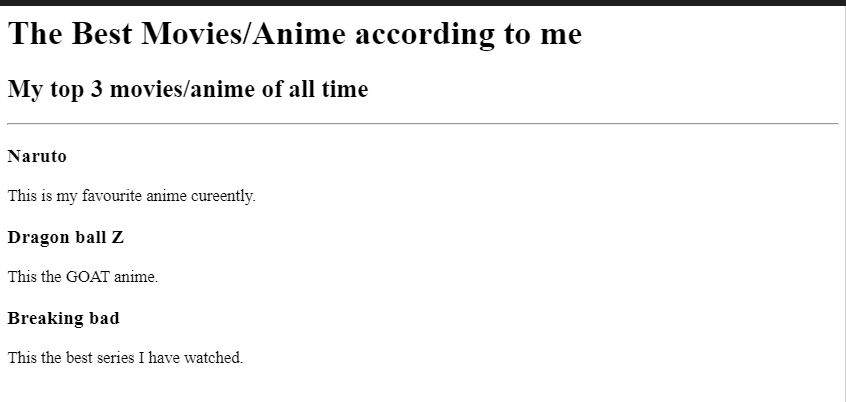 The Best Movies/Anime according to me
My top 3 movies/anime of all time
Naruto
This is my favourite anime cureently.
Dragon ball Z
This the GOAT anime.
Breaking bad
This the best series I have watched.